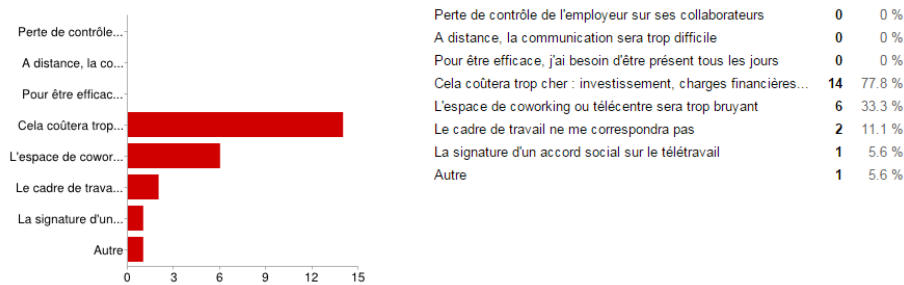 Perte de contrôle...
A distance, la co...
Pour être efficac...
Cela coûtera trop...
L'espace de cowor...
Le cadre de trava...
La signature d'un...
Autre
0 3 6 9 12 15
Perte de contrôle de l'employeur sur ses collaborateurs 0 0 %
A distance, la communication sera trop difficile 0 0 %
Pour être efficace, j'ai besoin d'être présent tous les jours 0 0 %
Cela coûtera trop cher : investissement, charges financières... 14 77.8 %
L'espace de coworking ou télécentre sera trop bruyant 6 33.3 %
Le cadre de travail ne me correspondra pas 2 11.1 %
La signature d'un accord social sur le télétravail 1 5.6 %
Autre 1 5.6 %